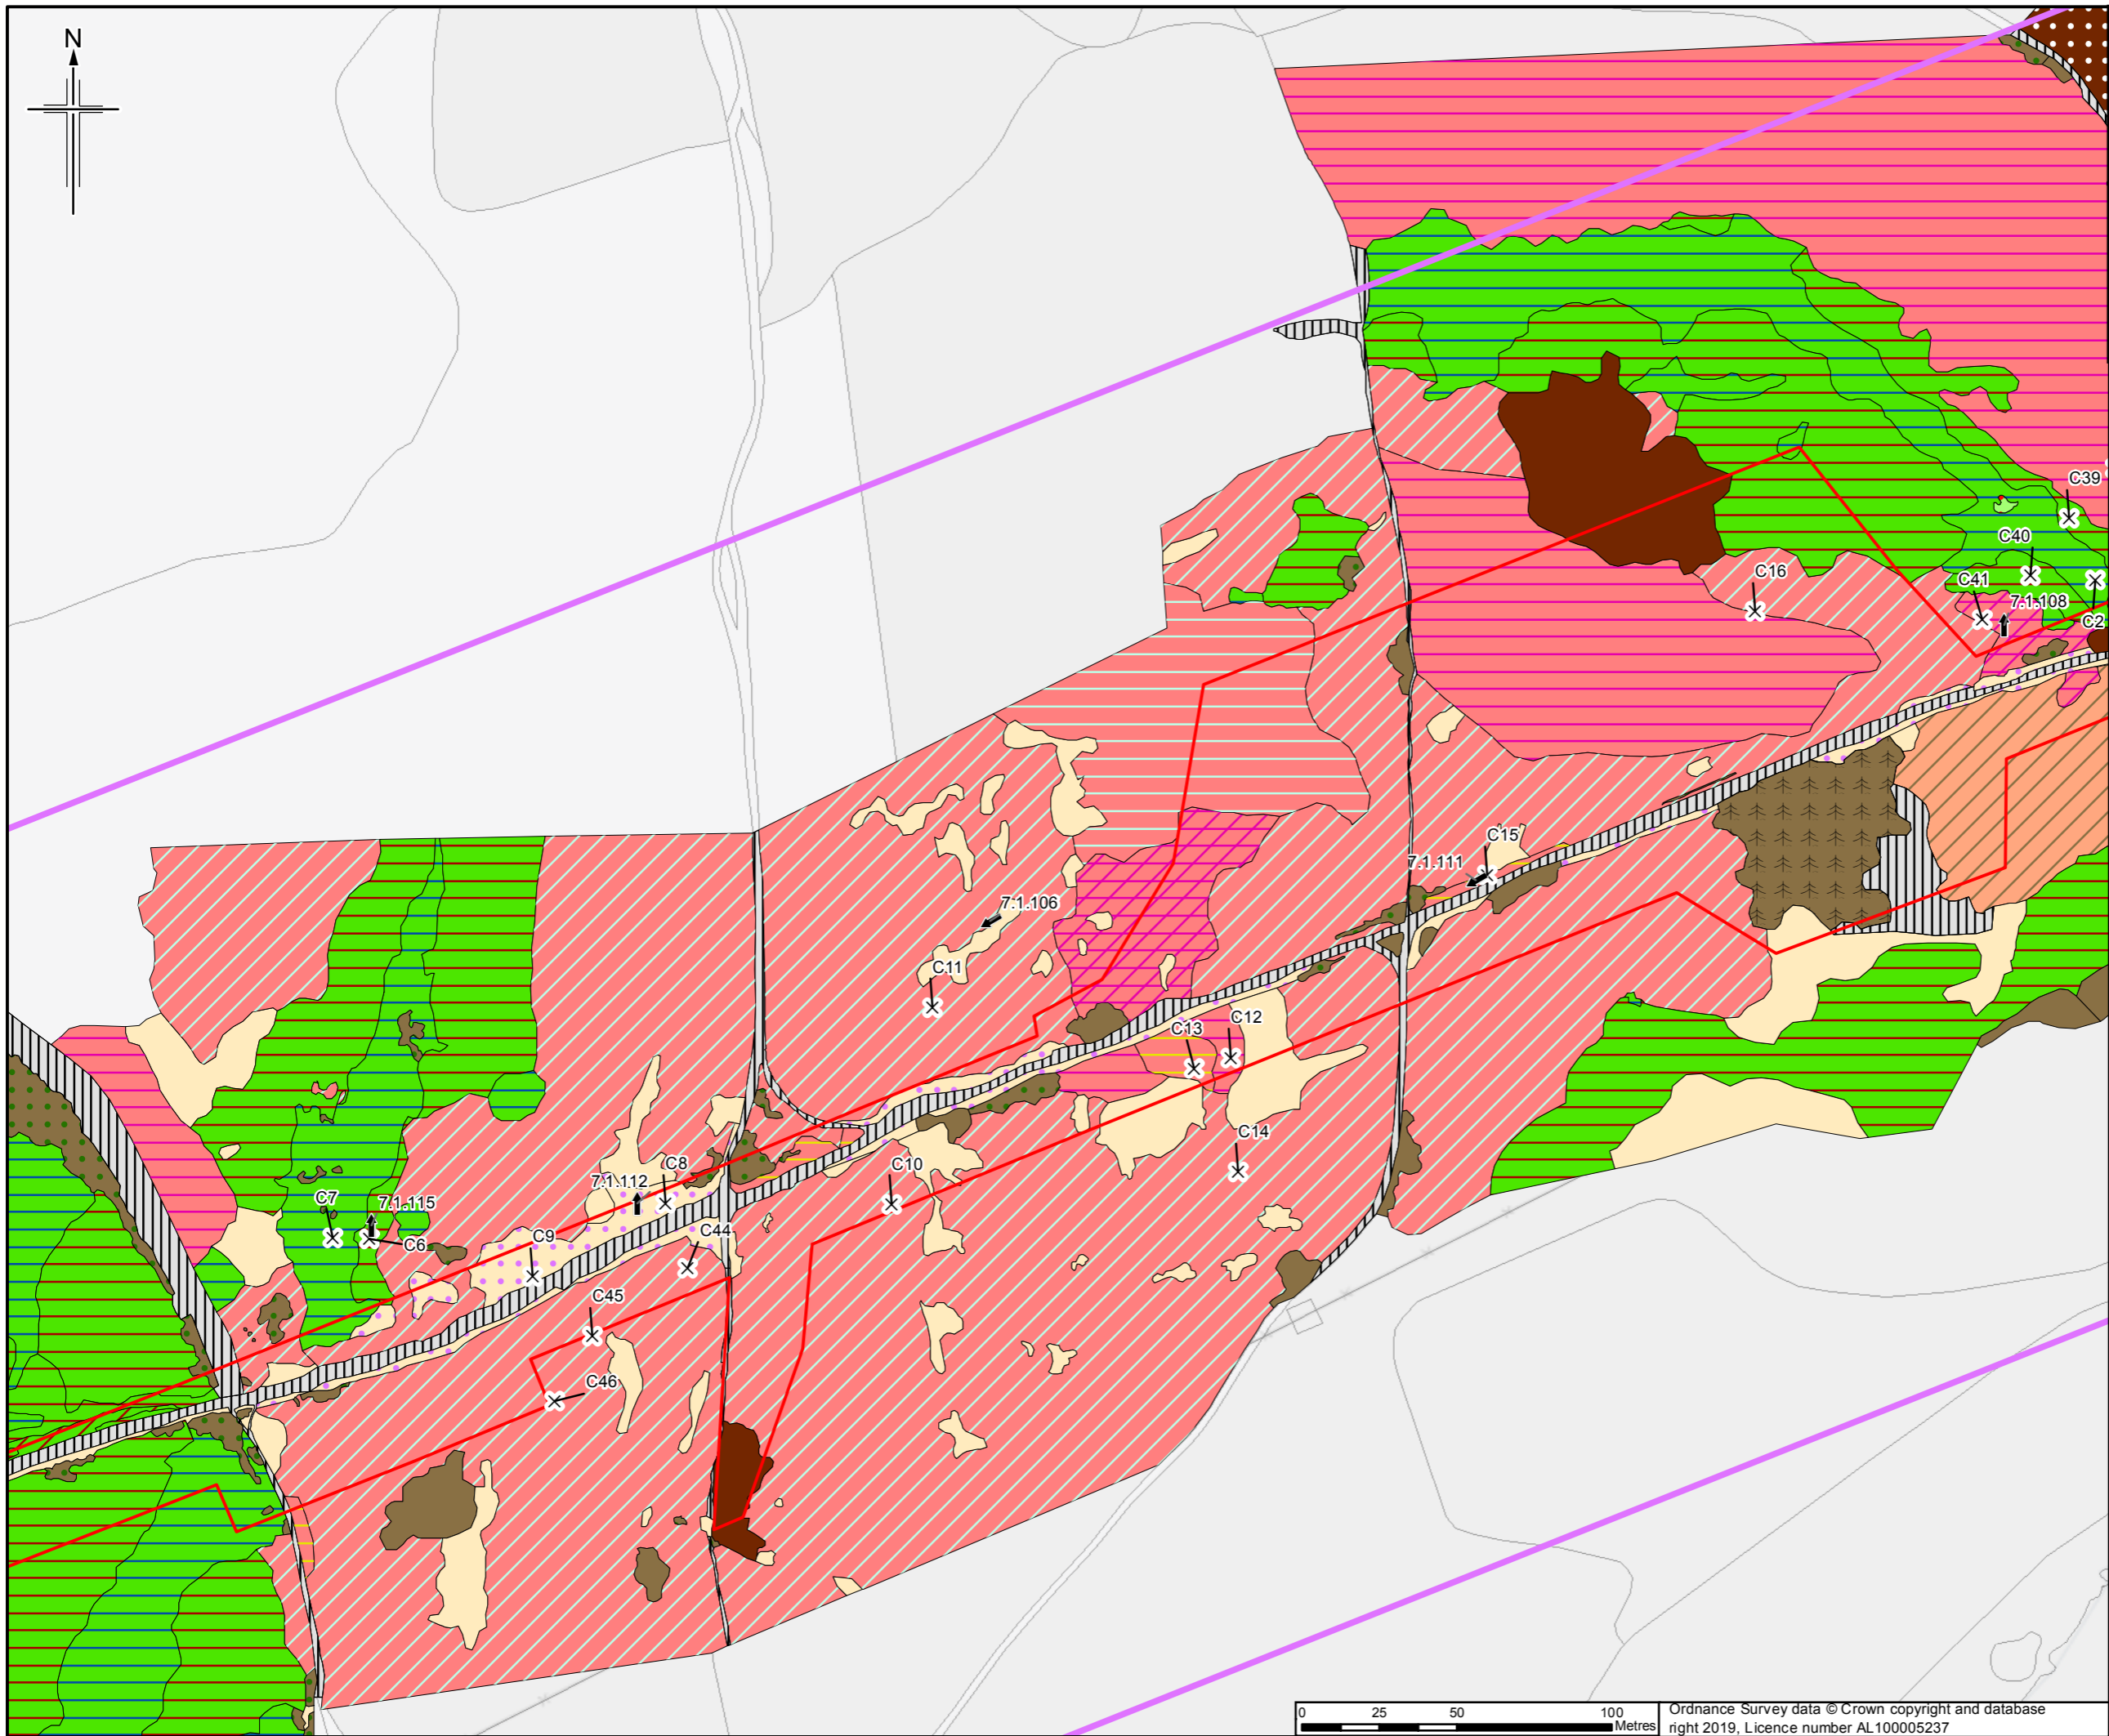 N
C39
C40
C16
C41
7.1.108
C2
C15
7.1.111
7.1.106
C11
C12
C13
C14
C10
C8
7.1.112
C7
7.1.115
C6
C9
C44
C45
C46
0 25 50 100
Metres
Ordnance Survey data © Crown copyright and database
right 2019, Licence number AL100005237